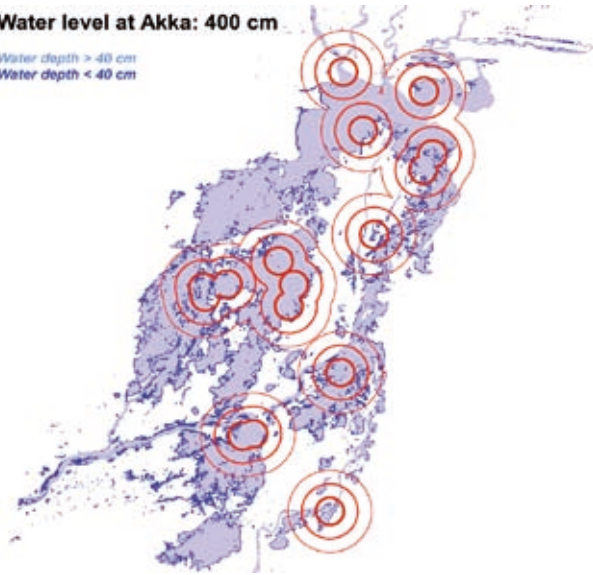 Water level at Akka: 400 cm
Water depth > 40 cm
Water depth < 40 cm